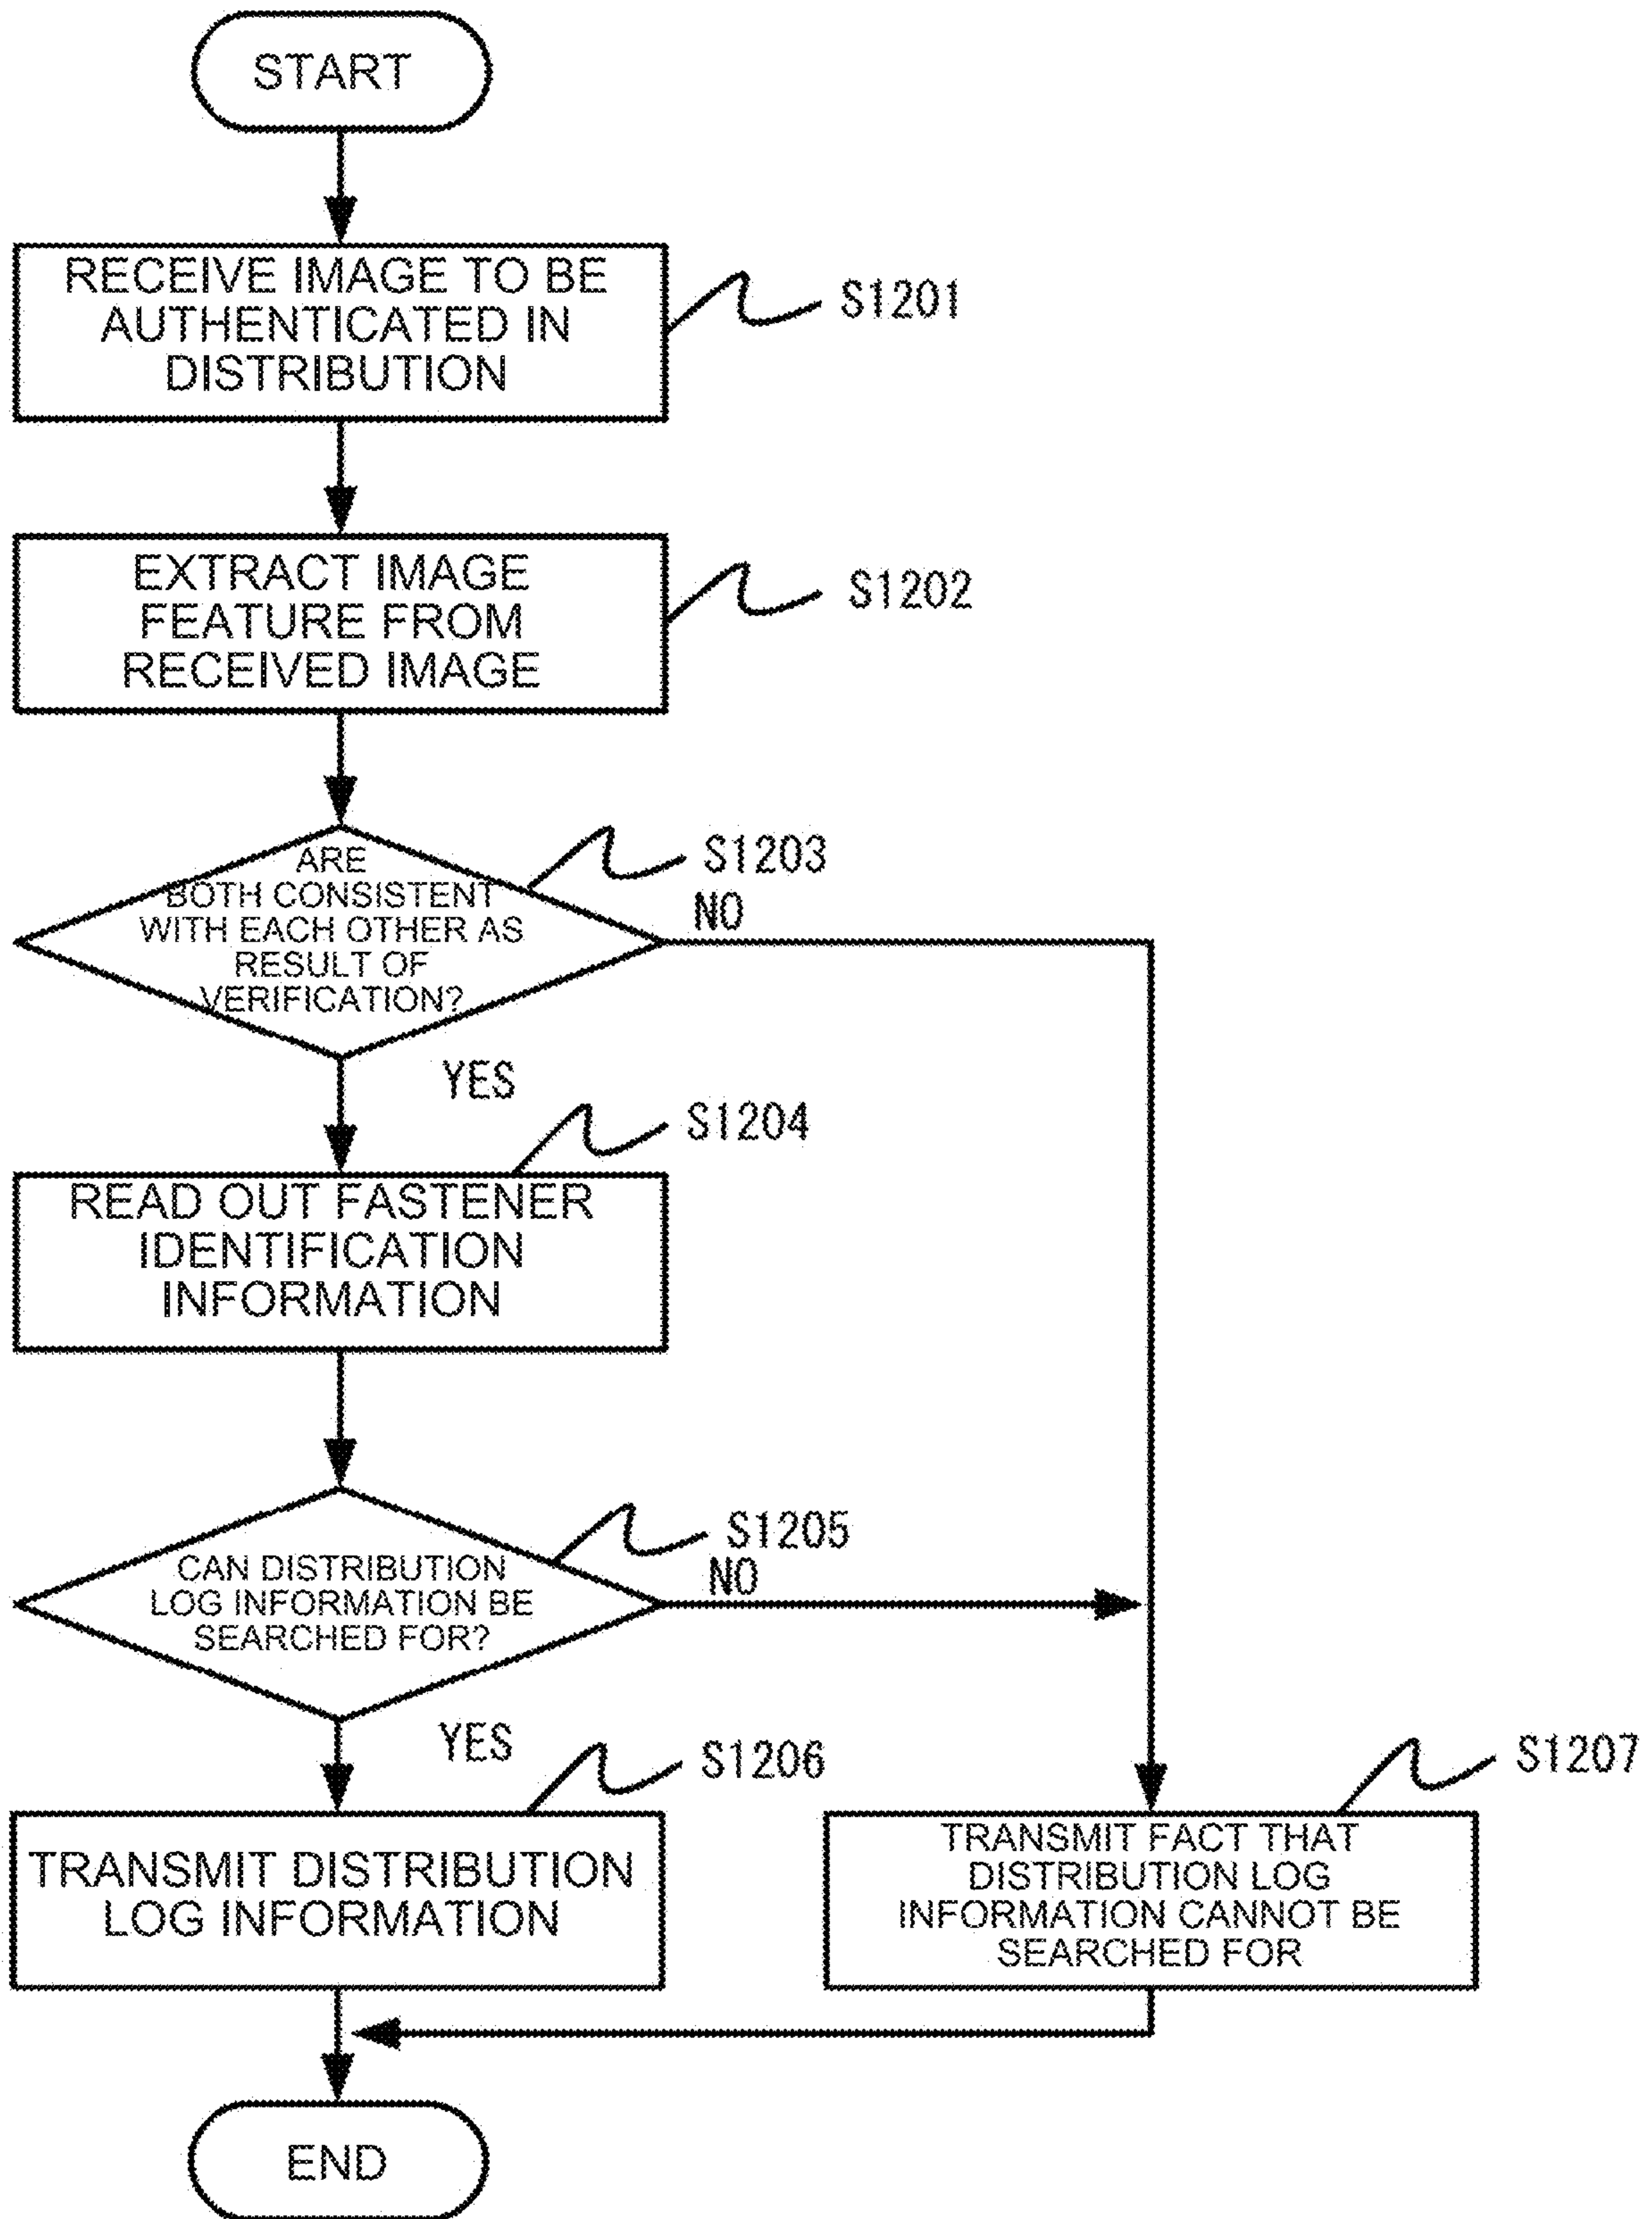 START
RECEIVE IMAGE TO BE
AUTHENTICATED IN
DISTRIBUTION
S1201
EXTRACT IMAGE
FEATURE FROM
RECEIVED IMAGE
S1202
ARE
BOTH CONSISTENT
WITH EACH OTHER AS
RESULT OF
VERIFICATION?
S1203
NO
YES
S1204
READ OUT FASTENER
IDENTIFICATION
INFORMATION
CAN DISTRIBUTION
LOG INFORMATION BE
SEARCHED FOR?
S1205
NO
YES
S1206
TRANSMIT DISTRIBUTION
LOG INFORMATION
S1207
TRANSMIT FACT THAT
DISTRIBUTION LOG
INFORMATION CANNOT BE
SEARCHED FOR
END